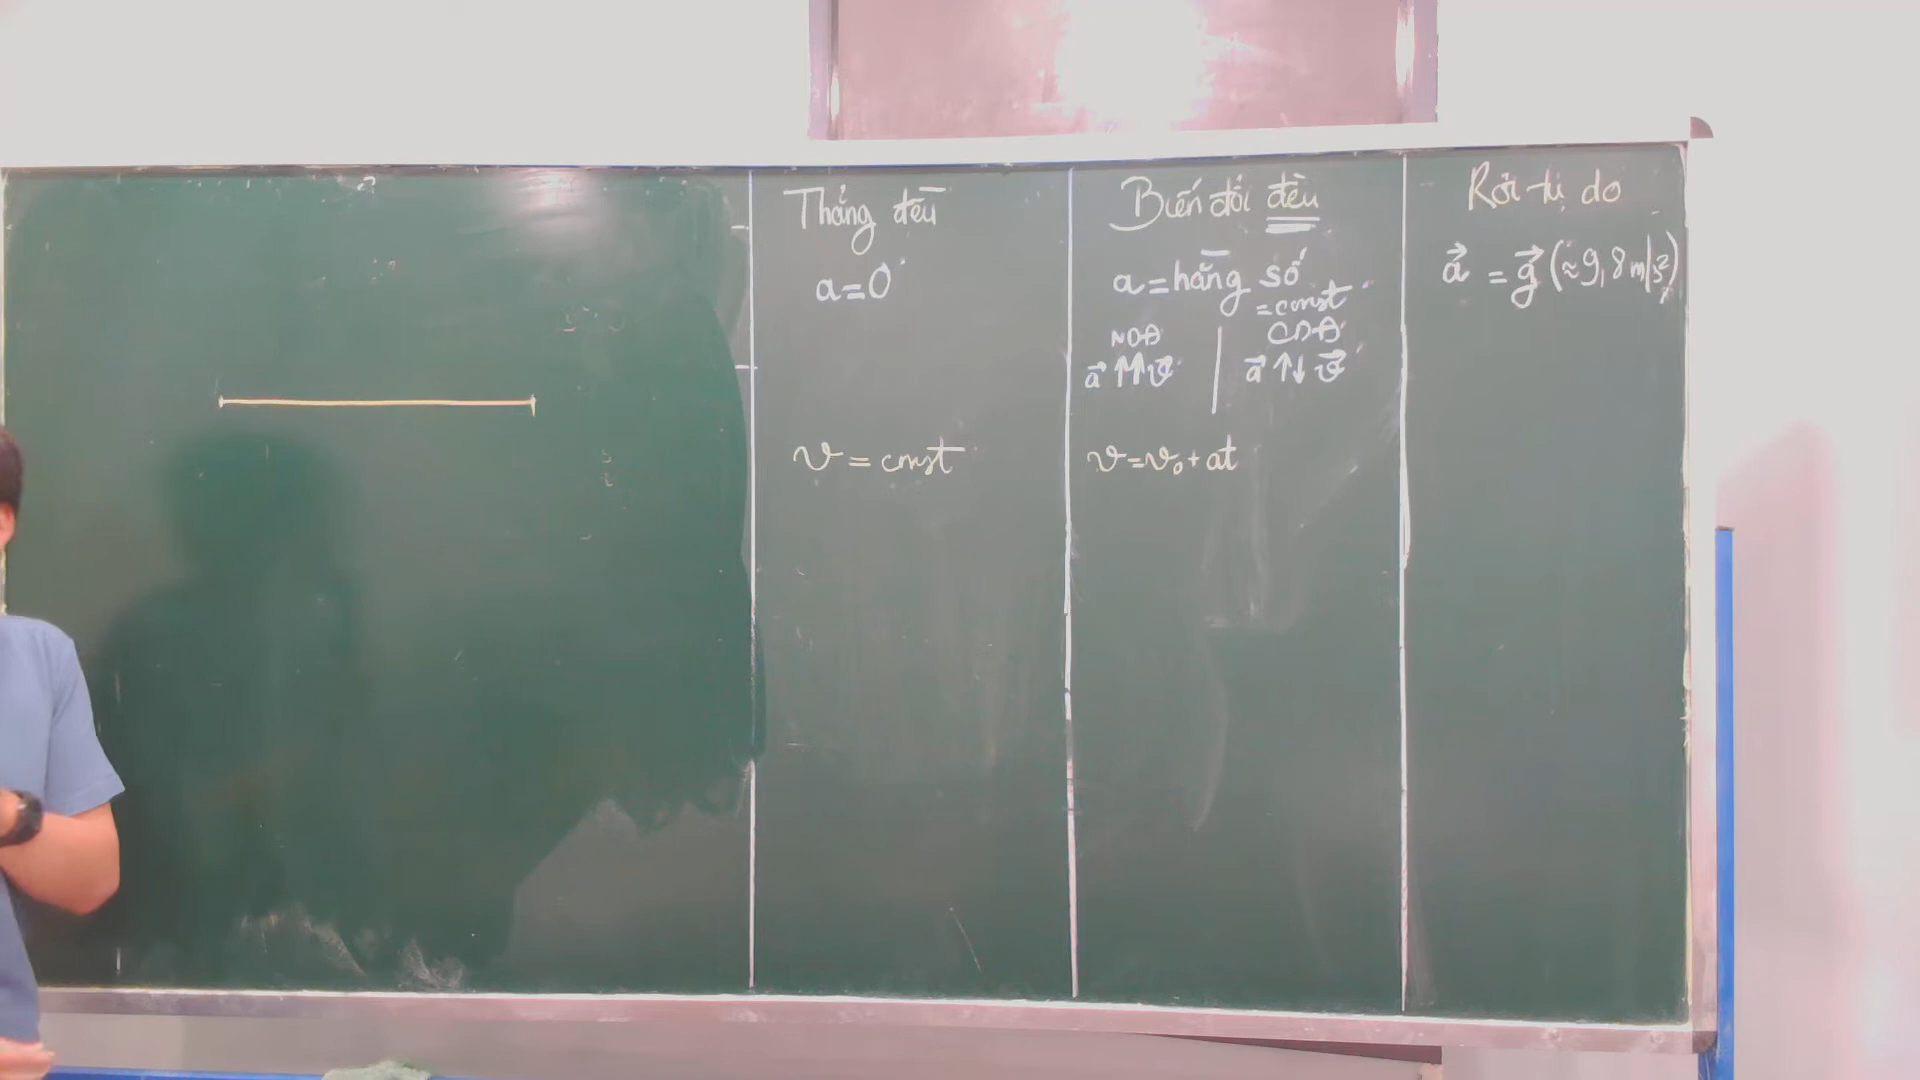 Thẳng đều
a = 0
v = const
Biến đổi đều
a = hằng số
= const
NDĐ
a⃗ ↑↑ v⃗
CDĐ
a⃗ ↑↓ v⃗
v = v₀ + at
Rơi tự do
a⃗ = g⃗ (≈ 9,8 m/s²)